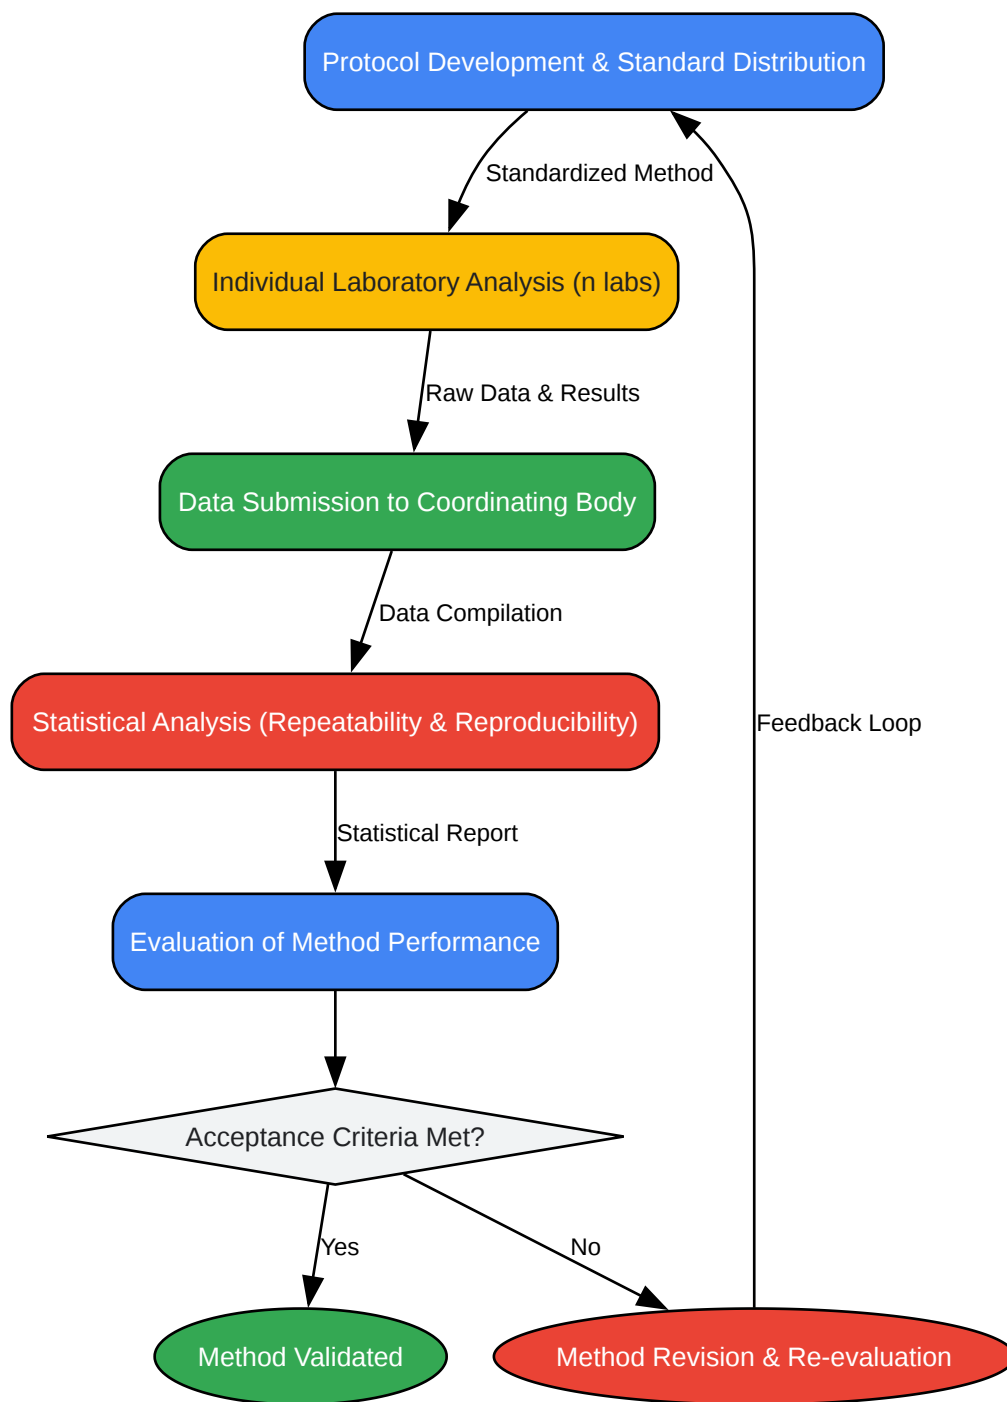 Protocol Development & Standard Distribution
Standardized Method
Individual Laboratory Analysis (n labs)
Raw Data & Results
Data Submission to Coordinating Body
Data Compilation
Statistical Analysis (Repeatability & Reproducibility)
Feedback Loop
Statistical Report
Evaluation of Method Performance
Acceptance Criteria Met?
Yes
No
Method Validated
Method Revision & Re-evaluation